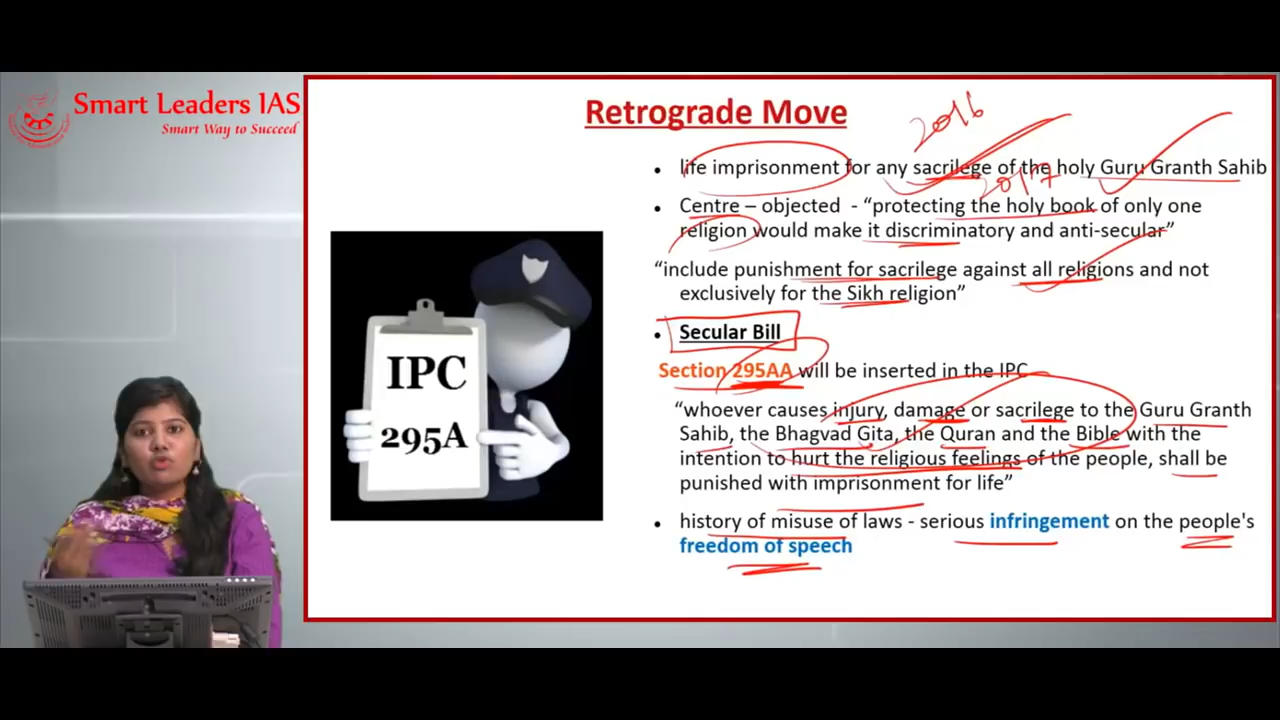 Smart Leaders IAS
Smart Way to Succeed
Retrograde Move
2016
• life imprisonment for any sacrilege of the holy Guru Granth Sahib
2017
• Centre – objected - “protecting the holy book of only one
religion would make it discriminatory and anti-secular”
“include punishment for sacrilege against all religions and not
exclusively for the Sikh religion”
• Secular Bill
Section 295AA will be inserted in the IPC
“whoever causes injury, damage or sacrilege to the Guru Granth
Sahib, the Bhagvad Gita, the Quran and the Bible with the
intention to hurt the religious feelings of the people, shall be
punished with imprisonment for life”
• history of misuse of laws - serious infringement on the people's
freedom of speech
IPC
295A